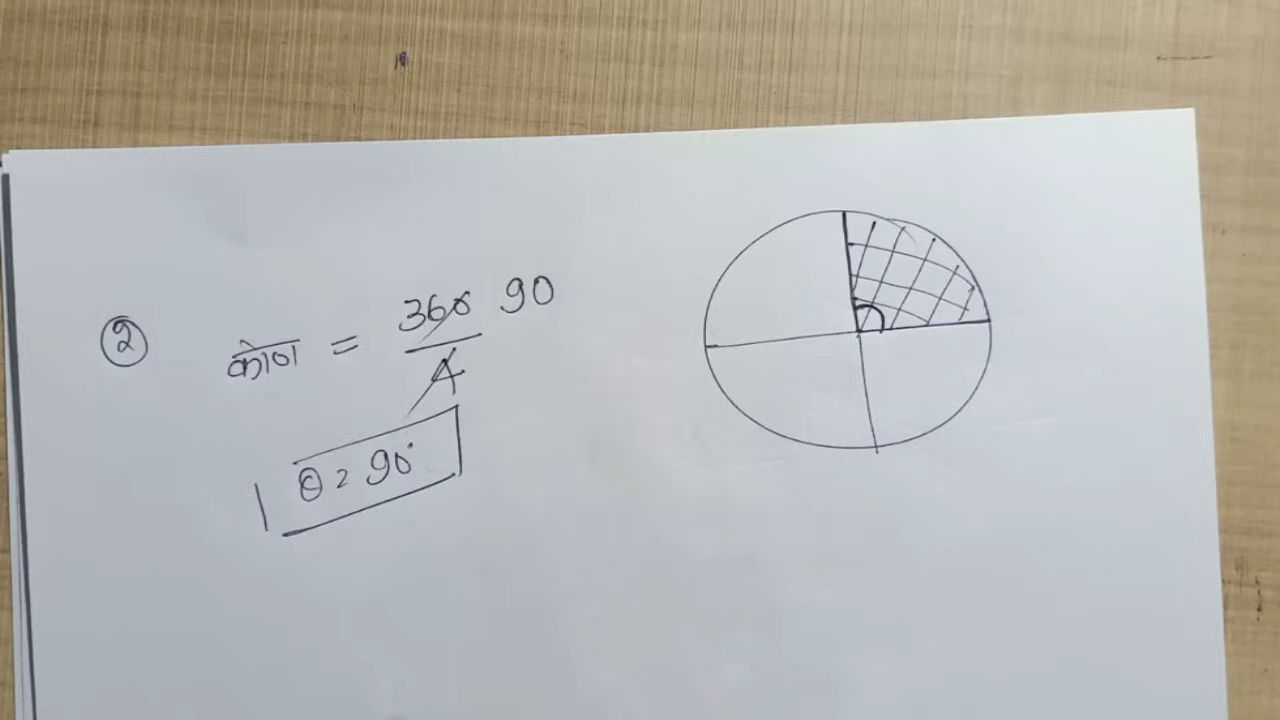 2
कोण = 360/4 90
θ = 90°